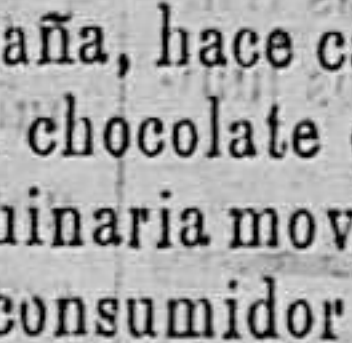 aña, hace c
chocolate
uinaria mov
consumidor